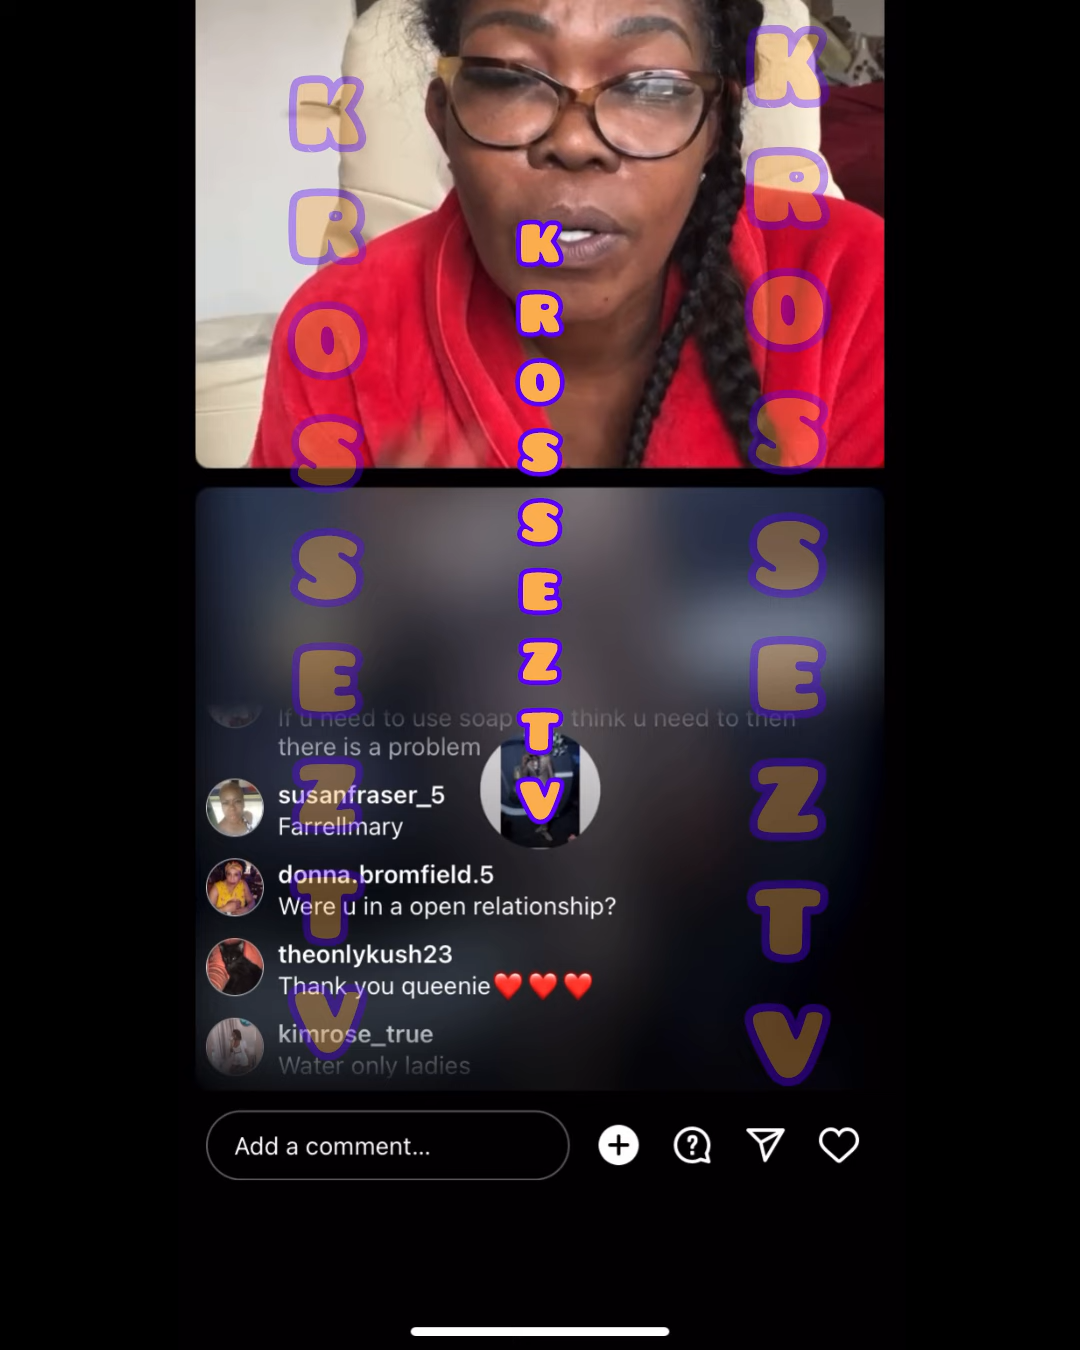 KROSSEZTV
KROSSEZTV
KROSSEZTV
If u need to use soap think u need to then
there is a problem
susanfraser_5
Farrellmary
donna.bromfield.5
Were u in a open relationship?
theonlykush23
Thank you queenie❤️❤️❤️
kimrose_true
Water only ladies
Add a comment...